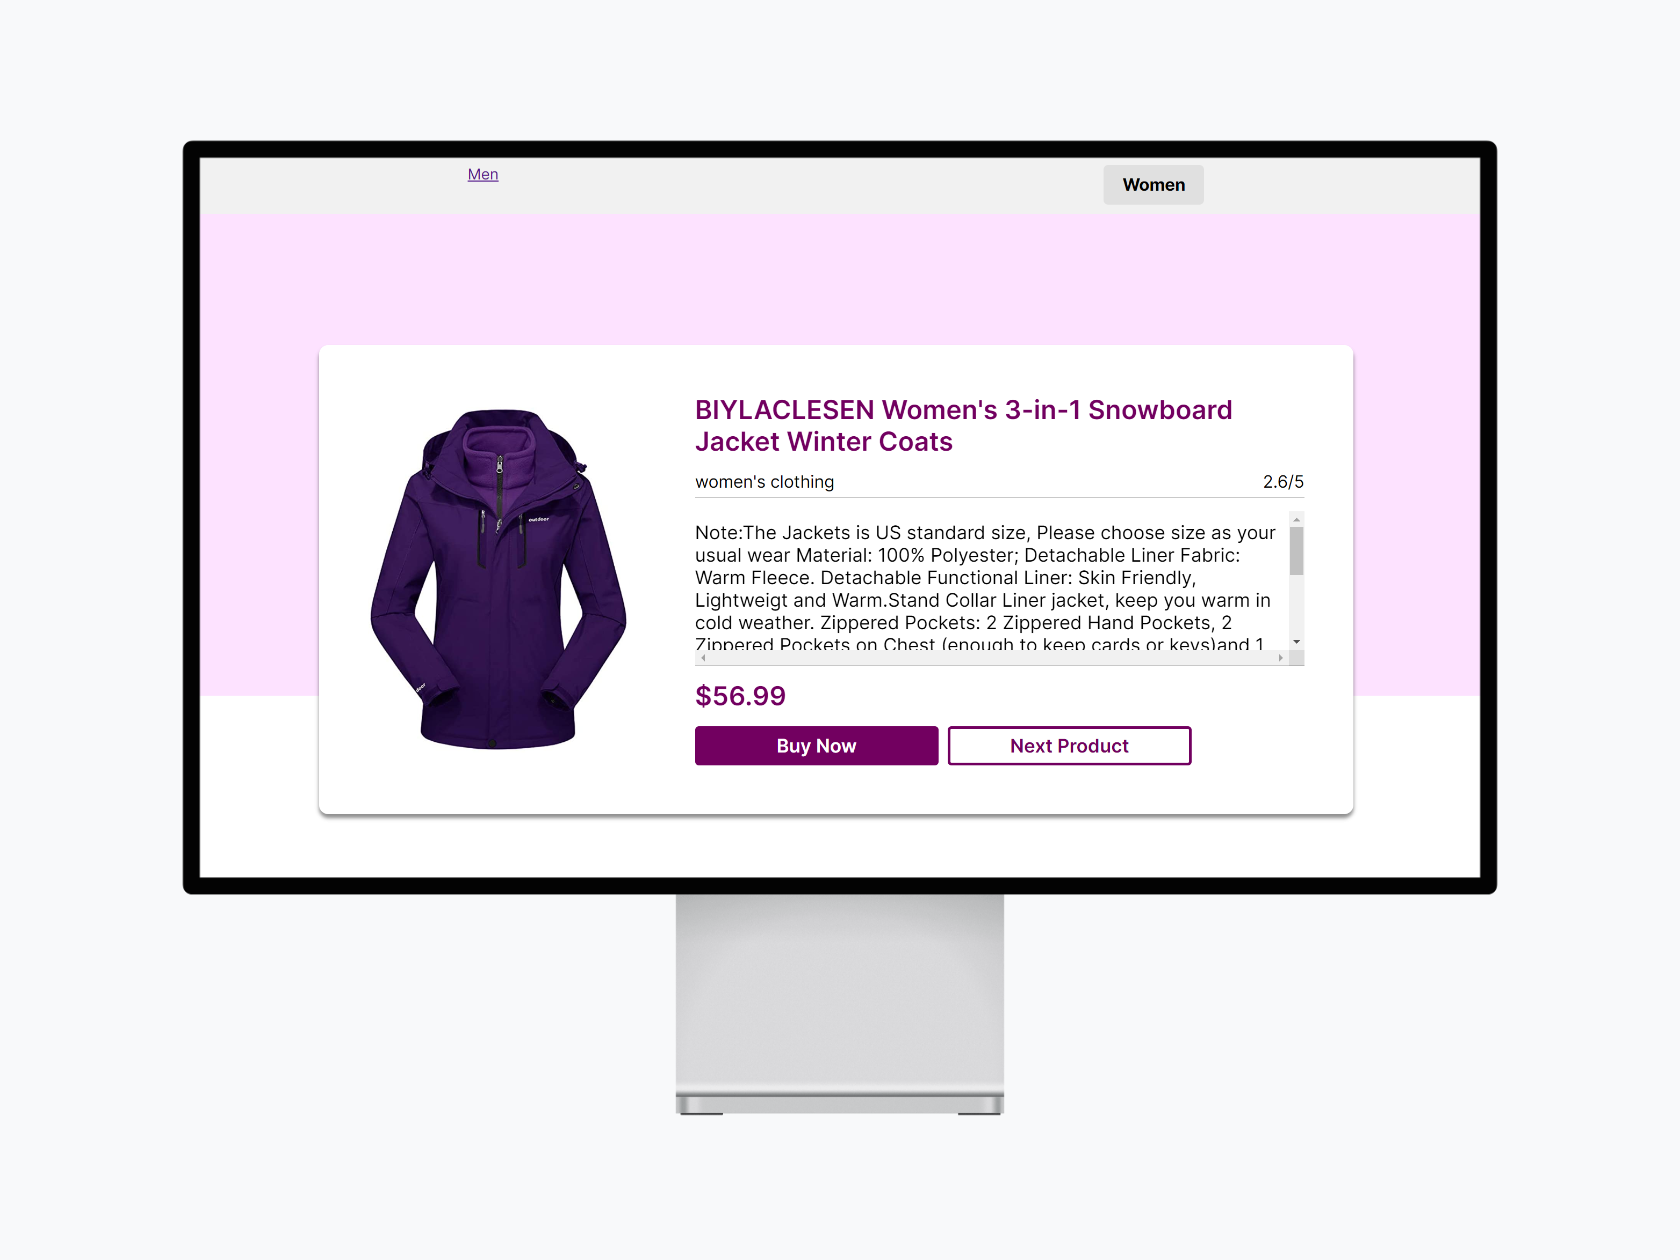 Men
Women
BIYLACLESEN Women's 3-in-1 Snowboard
Jacket Winter Coats
women's clothing
2.6/5
Note:The Jackets is US standard size, Please choose size as your
usual wear Material: 100% Polyester; Detachable Liner Fabric:
Warm Fleece. Detachable Functional Liner: Skin Friendly,
Lightweigt and Warm.Stand Collar Liner jacket, keep you warm in
cold weather. Zippered Pockets: 2 Zippered Hand Pockets, 2
Zippered Pockets on Chest (enough to keep cards or keys)and 1
$56.99
Buy Now
Next Product
outdoor